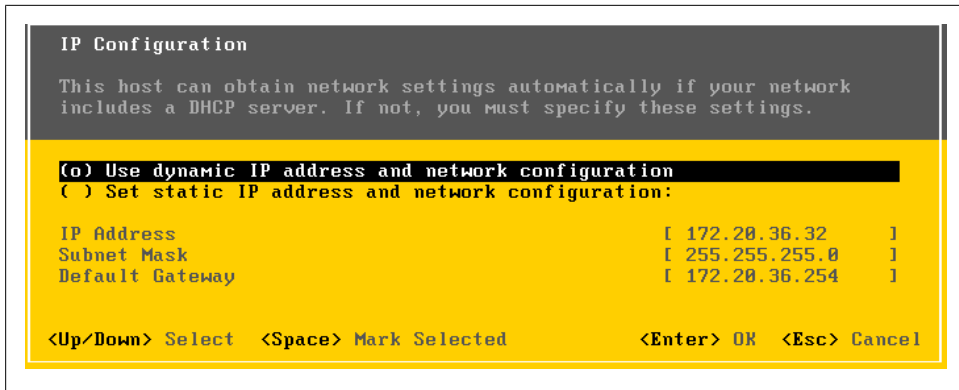 IP Configuration
This host can obtain network settings automatically if your network
includes a DHCP server. If not, you must specify these settings.
(o) Use dynamic IP address and network configuration
( ) Set static IP address and network configuration:
IP Address [ 172.20.36.32 ]
Subnet Mask [ 255.255.255.0 ]
Default Gateway [ 172.20.36.254 ]
<Up/Down> Select <Space> Mark Selected <Enter> OK <Esc> Cancel